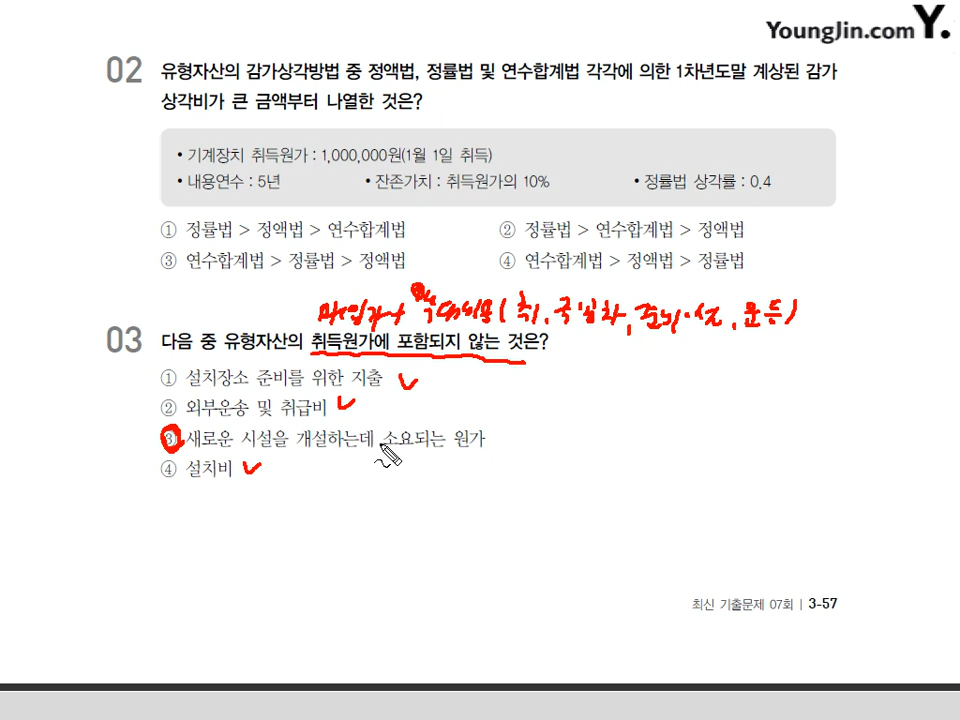 YoungJin.com Y.
02 유형자산의 감가상각방법 중 정액법, 정률법 및 연수합계법 각각에 의한 1차년도말 계상된 감가
상각비가 큰 금액부터 나열한 것은?
• 기계장치 취득원가 : 1,000,000원(1월 1일 취득)
• 내용연수 : 5년 • 잔존가치 : 취득원가의 10% • 정률법 상각률 : 0.4
① 정률법 > 정액법 > 연수합계법 ② 정률법 > 연수합계법 > 정액법
③ 연수합계법 > 정률법 > 정액법 ④ 연수합계법 > 정액법 > 정률법
03 다음 중 유형자산의 취득원가에 포함되지 않는 것은?
① 설치장소 준비를 위한 지출
② 외부운송 및 취급비
③ 새로운 시설을 개설하는데 소요되는 원가
④ 설치비
최신 기출문제 07회 | 3-57